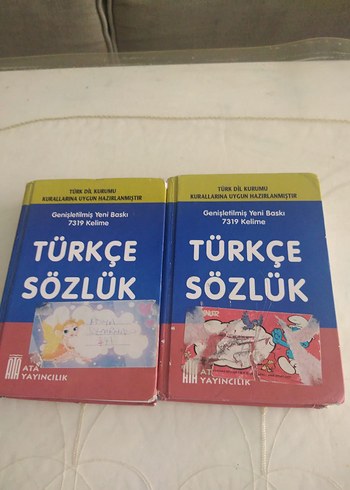 TÜRK DİL KURUMU
KURALLARINA UYGUN HAZIRLANMIŞTIR
Genişletilmiş Yeni Baskı
7319 Kelime
TÜRKÇE
SÖZLÜK
ATA
YAYINCILIK
TÜRK DİL KURUMU
KURALLARINA UYGUN HAZIRLANMIŞTIR
Genişletilmiş Yeni Baskı
7319 Kelime
TÜRKÇE
SÖZLÜK
ATA
YAYINCILIK